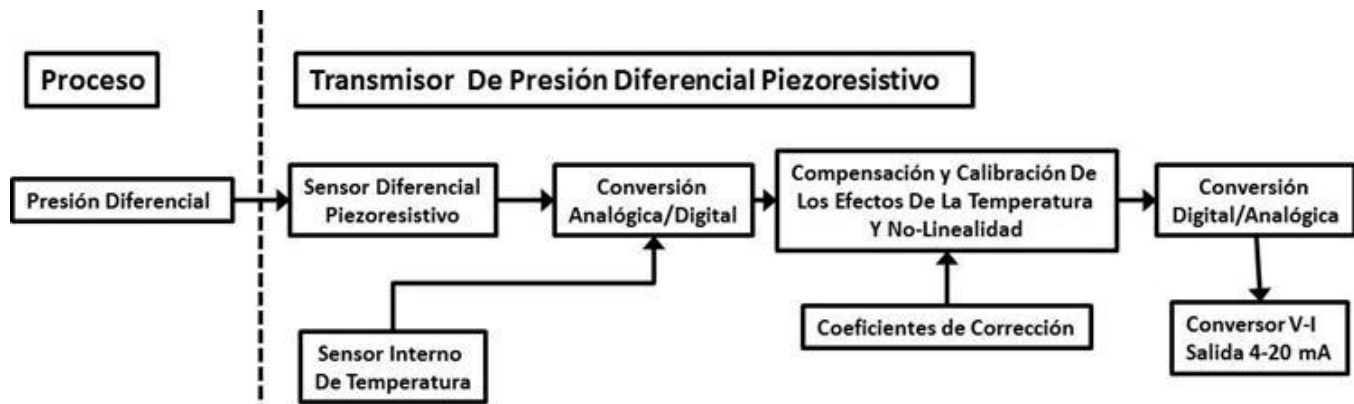 Proceso
Transmisor De Presión Diferencial Piezoresistivo
Presión Diferencial
Sensor Diferencial
Piezoresistivo
Conversión
Analógica/Digital
Compensación y Calibración De
Los Efectos De La Temperatura
Y No-Linealidad
Conversión
Digital/Analógica
Sensor Interno
De Temperatura
Coeficientes de Corrección
Conversor V-I
Salida 4-20 mA